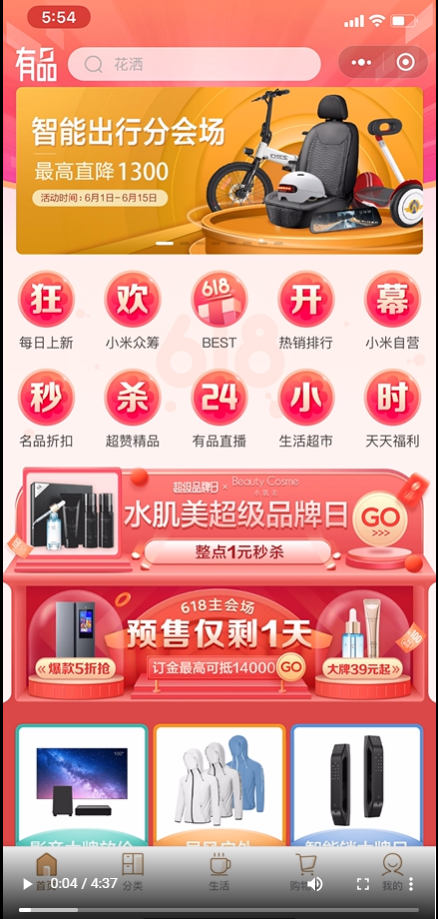 5:54
有品
花洒
智能出行分会场
最高直降1300
活动时间：6月1日-6月15日
狂 欢 618 开 幕
每日上新 小米众筹 BEST 热销排行 小米自营
秒 杀 24 小 时
名品折扣 超赞精品 有品直播 生活超市 天天福利
超级品牌日 × Beauty Cosme
水肌美
水肌美超级品牌日
GO
>>>
整点1元秒杀
618主会场
预售仅剩1天
《爆款5折抢
订金最高可抵14000
GO
大牌39元起》
首页 分类 生活 购物 我的
0:04 / 4:37